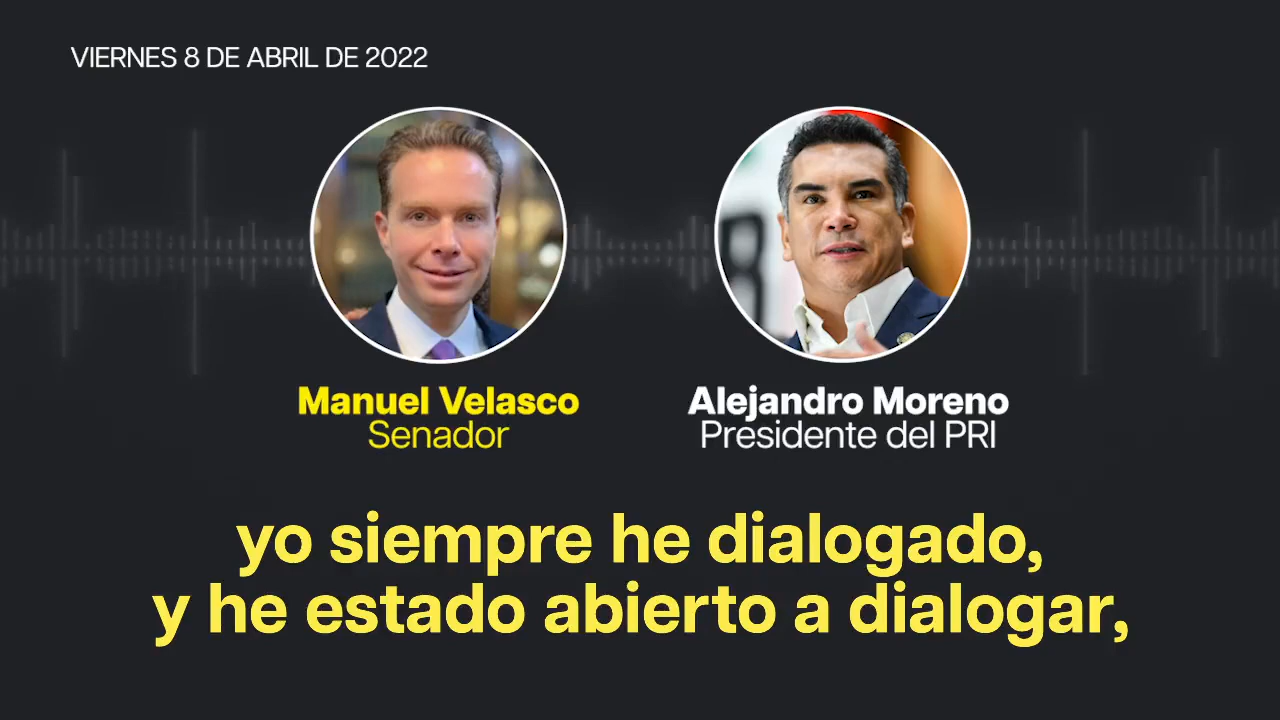 VIERNES 8 DE ABRIL DE 2022
Manuel Velasco
Senador
Alejandro Moreno
Presidente del PRI
yo siempre he dialogado,
y he estado abierto a dialogar,